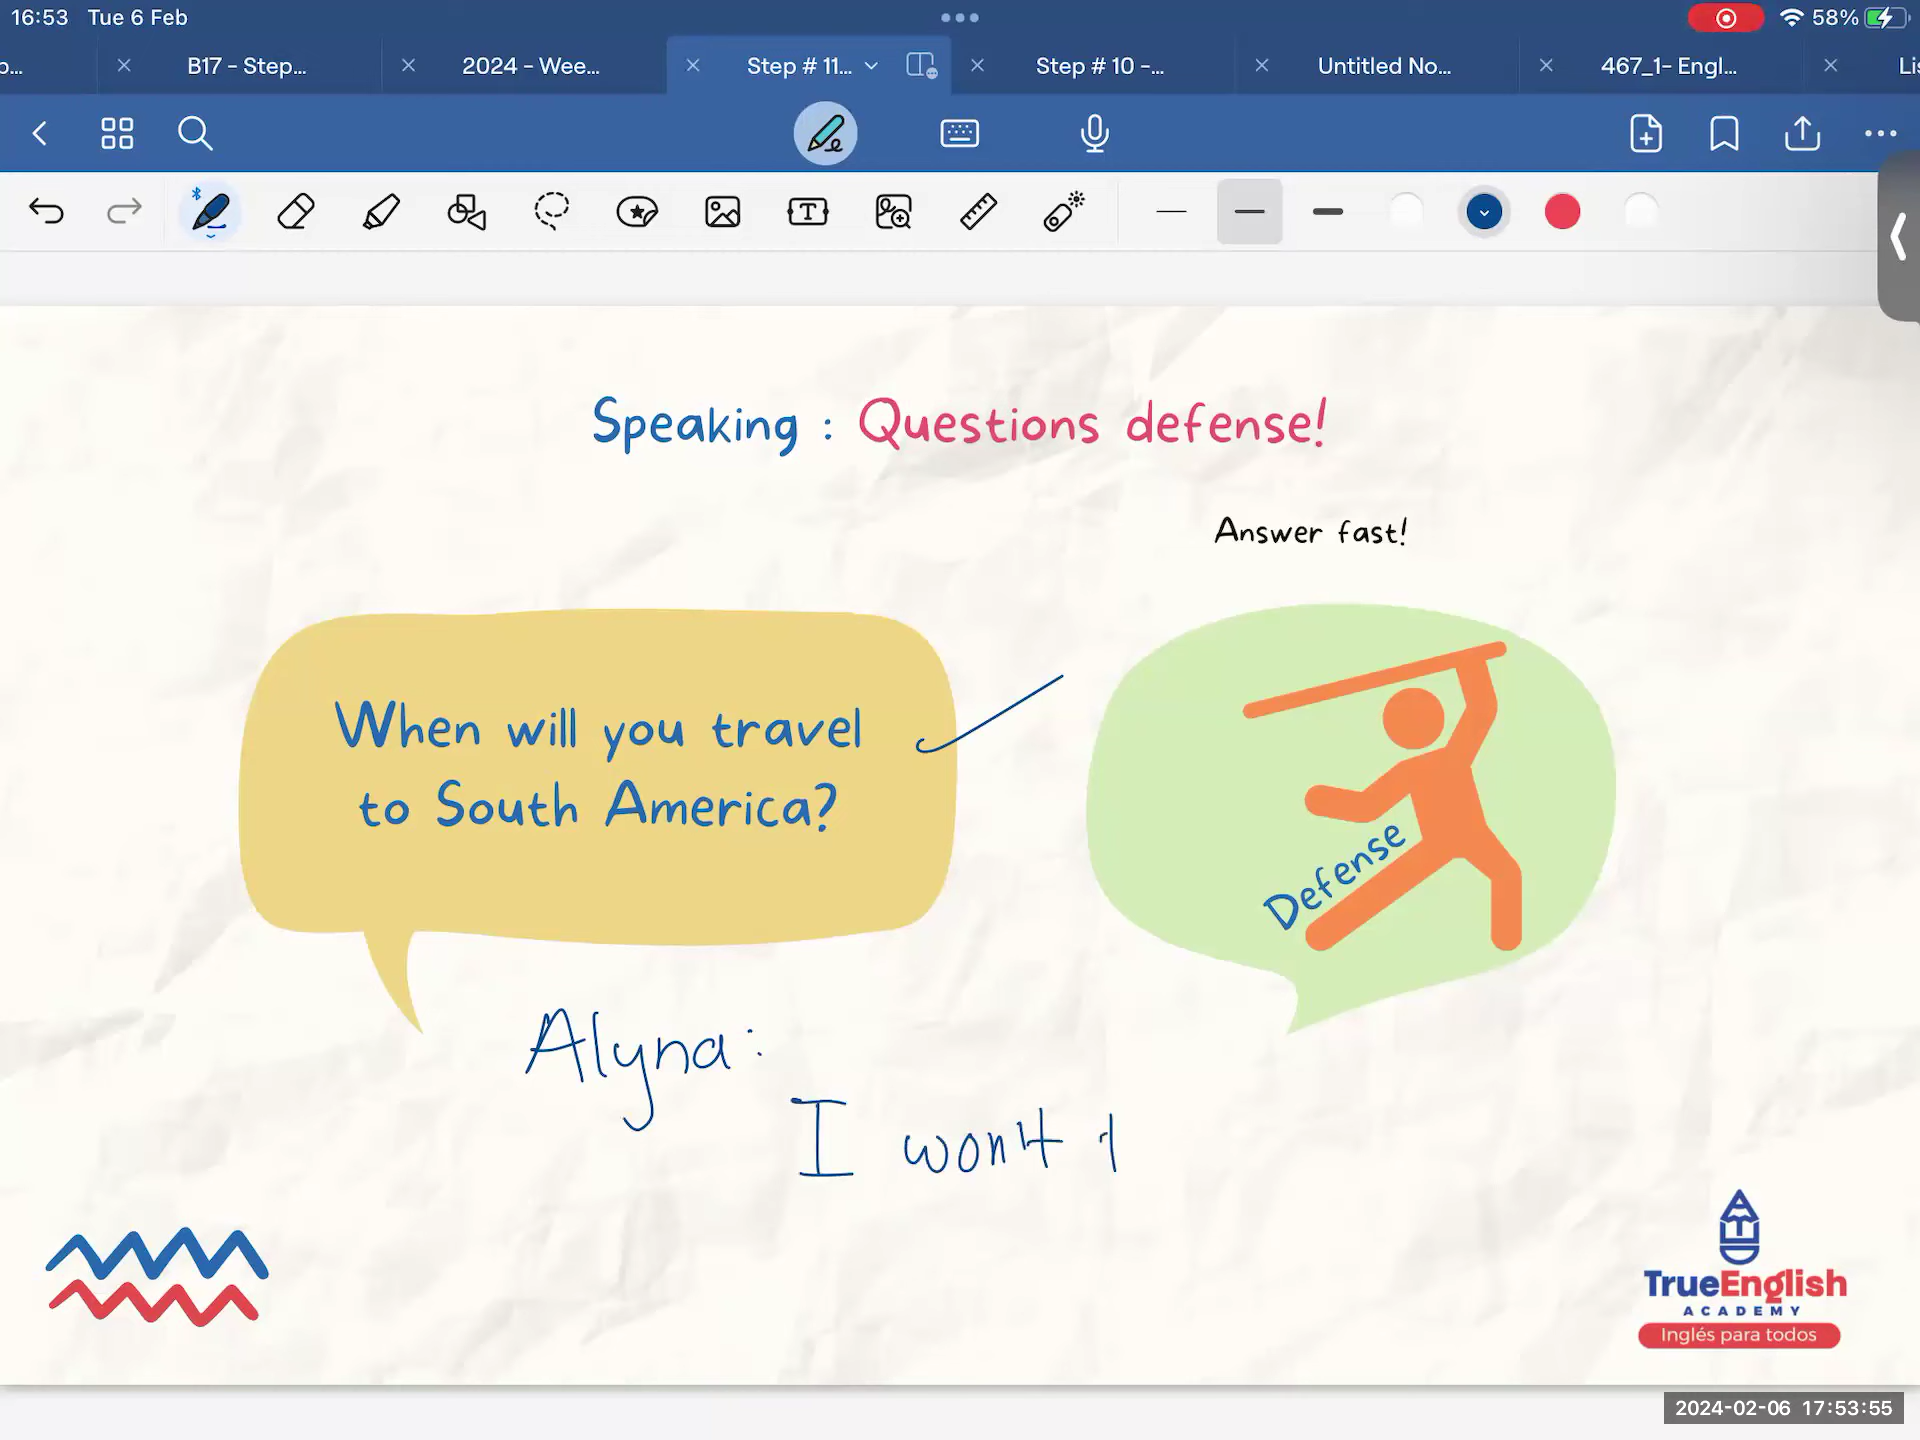 16:53 Tue 6 Feb
58%
B17 - Step...
2024 - Wee...
Step # 11...
Step # 10 -...
Untitled No...
467_1- Engl...
Speaking : Questions defense!
Answer fast!
When will you travel
to South America?
Defense
Alyna:
I won't
TrueEnglish
ACADEMY
Inglés para todos
2024-02-06 17:53:55